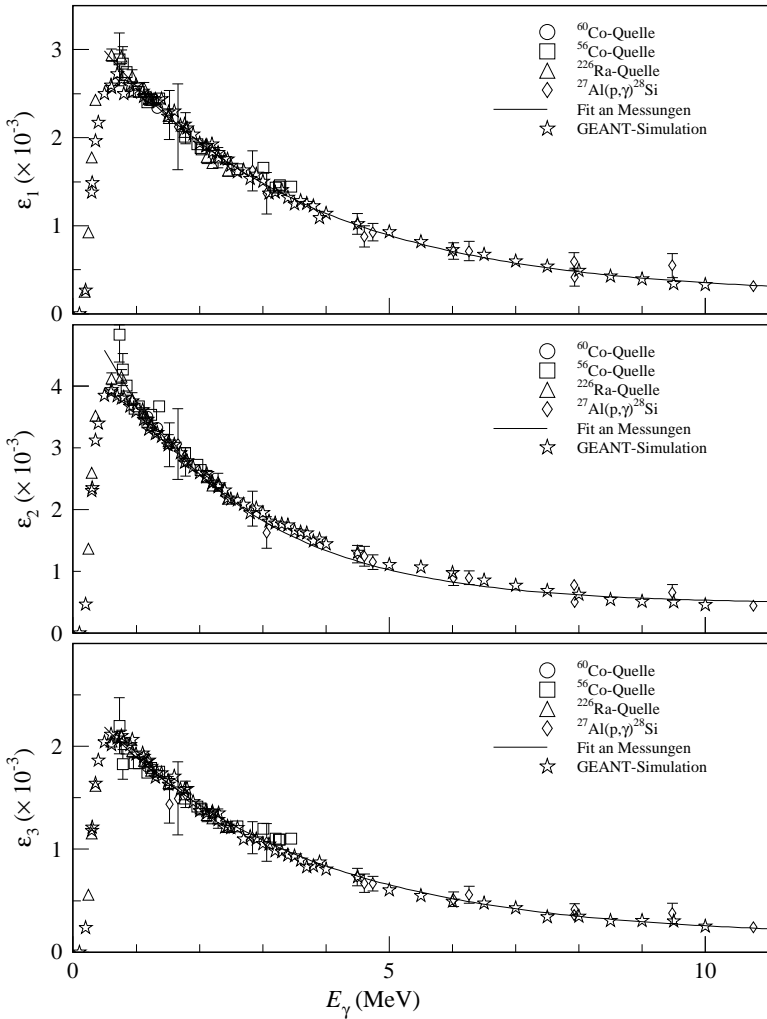 3
2
1
0
ε₁ (× 10⁻³)
⁶⁰Co-Quelle
⁵⁶Co-Quelle
²²⁶Ra-Quelle
²⁷Al(p,γ)²⁸Si
Fit an Messungen
GEANT-Simulation
4
3
2
1
0
ε₂ (× 10⁻³)
⁶⁰Co-Quelle
⁵⁶Co-Quelle
²²⁶Ra-Quelle
²⁷Al(p,γ)²⁸Si
Fit an Messungen
GEANT-Simulation
3
2
1
0
ε₃ (× 10⁻³)
⁶⁰Co-Quelle
⁵⁶Co-Quelle
²²⁶Ra-Quelle
²⁷Al(p,γ)²⁸Si
Fit an Messungen
GEANT-Simulation
0 5 10
E_γ (MeV)